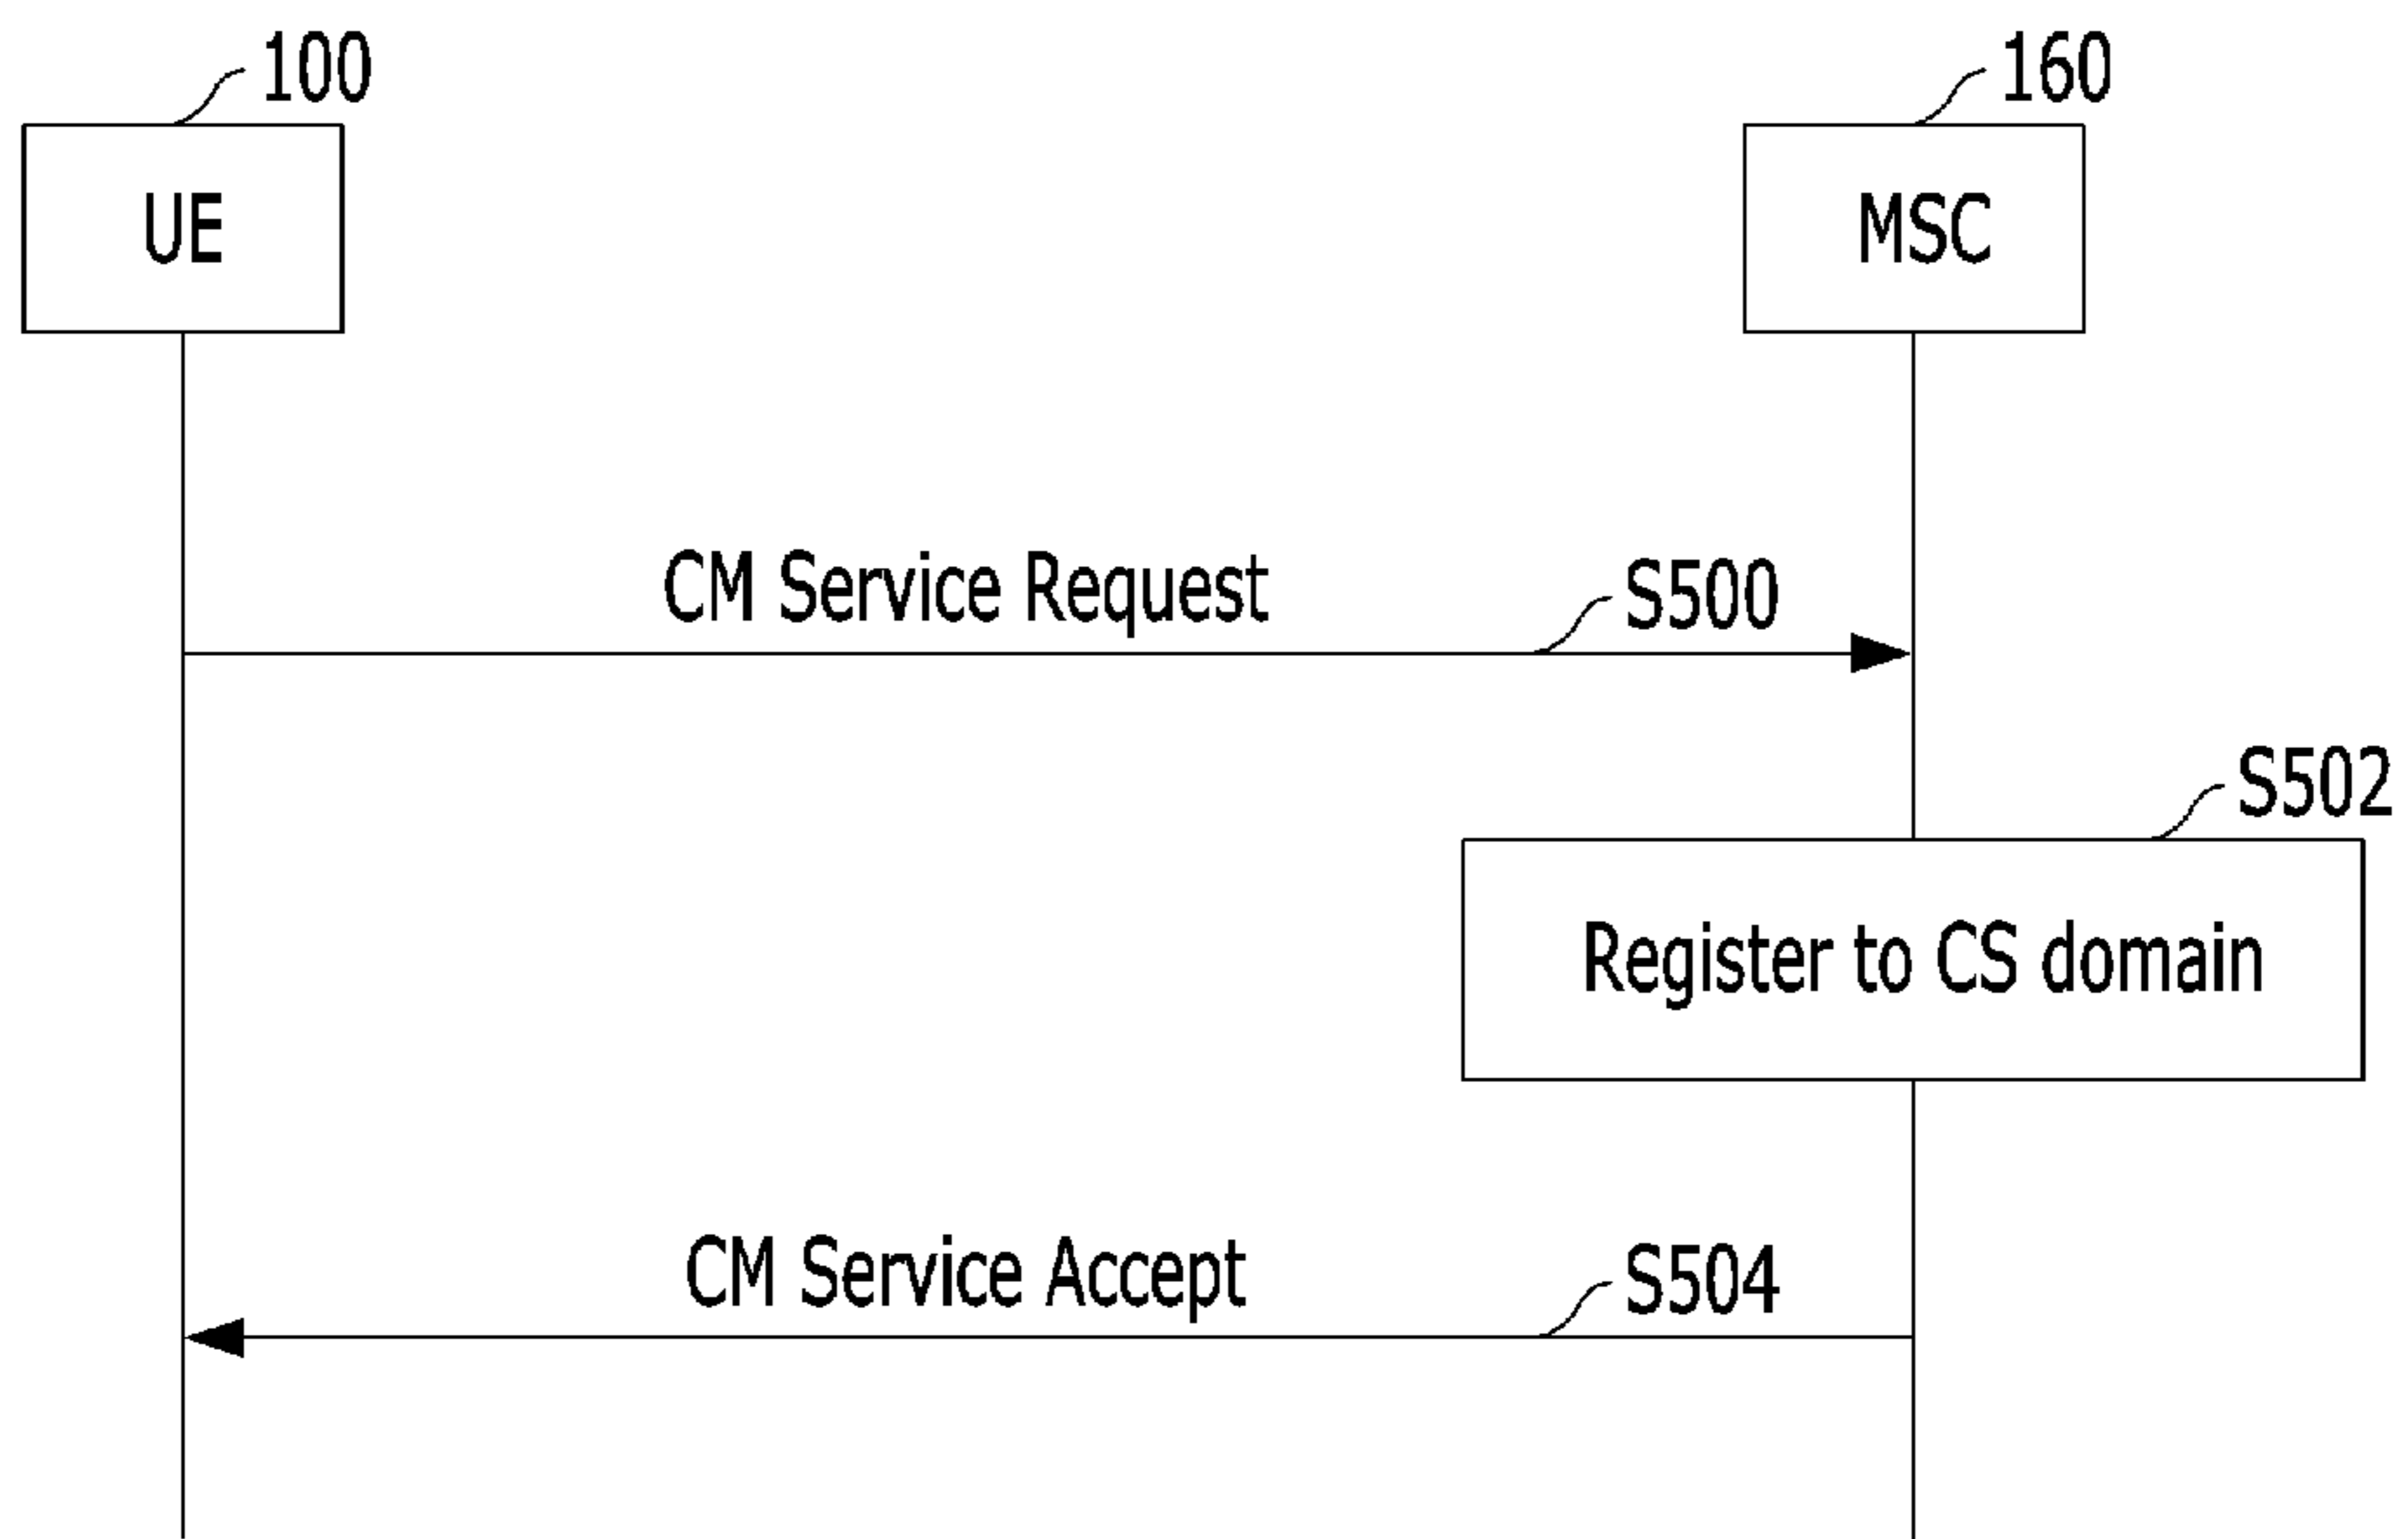 100
160
UE
MSC
CM Service Request
S500
S502
Register to CS domain
CM Service Accept
S504